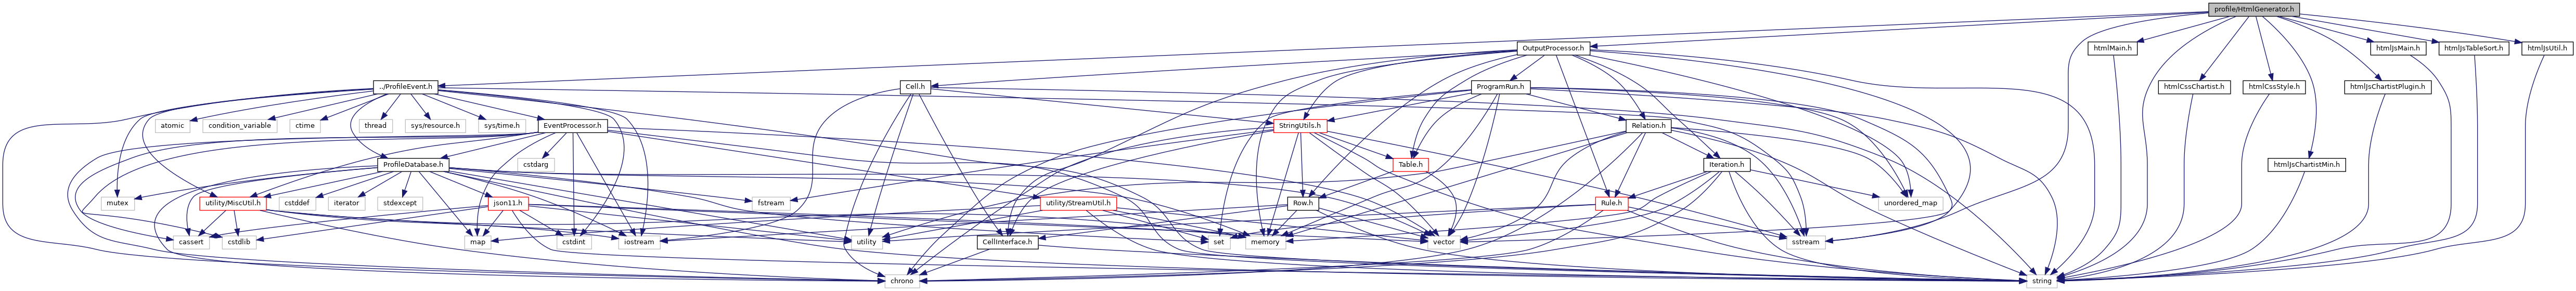 profile/HtmlGenerator.h
OutputProcessor.h
htmlMain.h
htmlJsMain.h
htmlJsTableSort.h
htmlJsUtil.h
../ProfileEvent.h
Cell.h
ProgramRun.h
htmlCssChartist.h
htmlCssStyle.h
htmlJsChartistPlugin.h
atomic
condition_variable
ctime
thread
sys/resource.h
sys/time.h
EventProcessor.h
StringUtils.h
Relation.h
ProfileDatabase.h
cstdarg
Table.h
Iteration.h
htmlJsChartistMin.h
mutex
utility/MiscUtil.h
cstddef
iterator
stdexcept
json11.h
fstream
utility/StreamUtil.h
Row.h
Rule.h
unordered_map
cassert
cstdlib
map
cstdint
iostream
utility
CellInterface.h
set
memory
vector
sstream
chrono
string